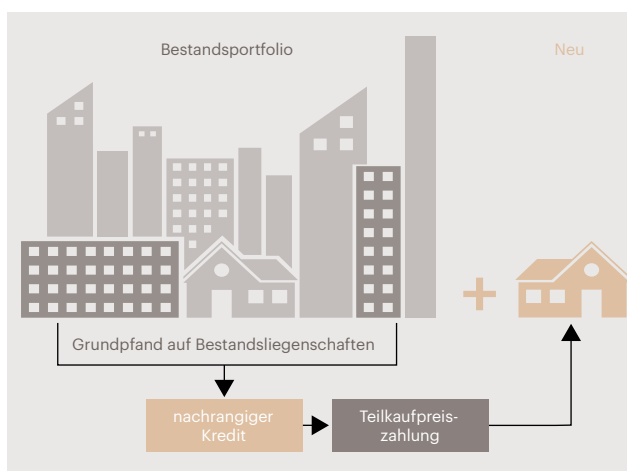 Bestandsportfolio
Neu
Grundpfand auf Bestandsliegenschaften
nachrangiger
Kredit
Teilkaufpreis-
zahlung